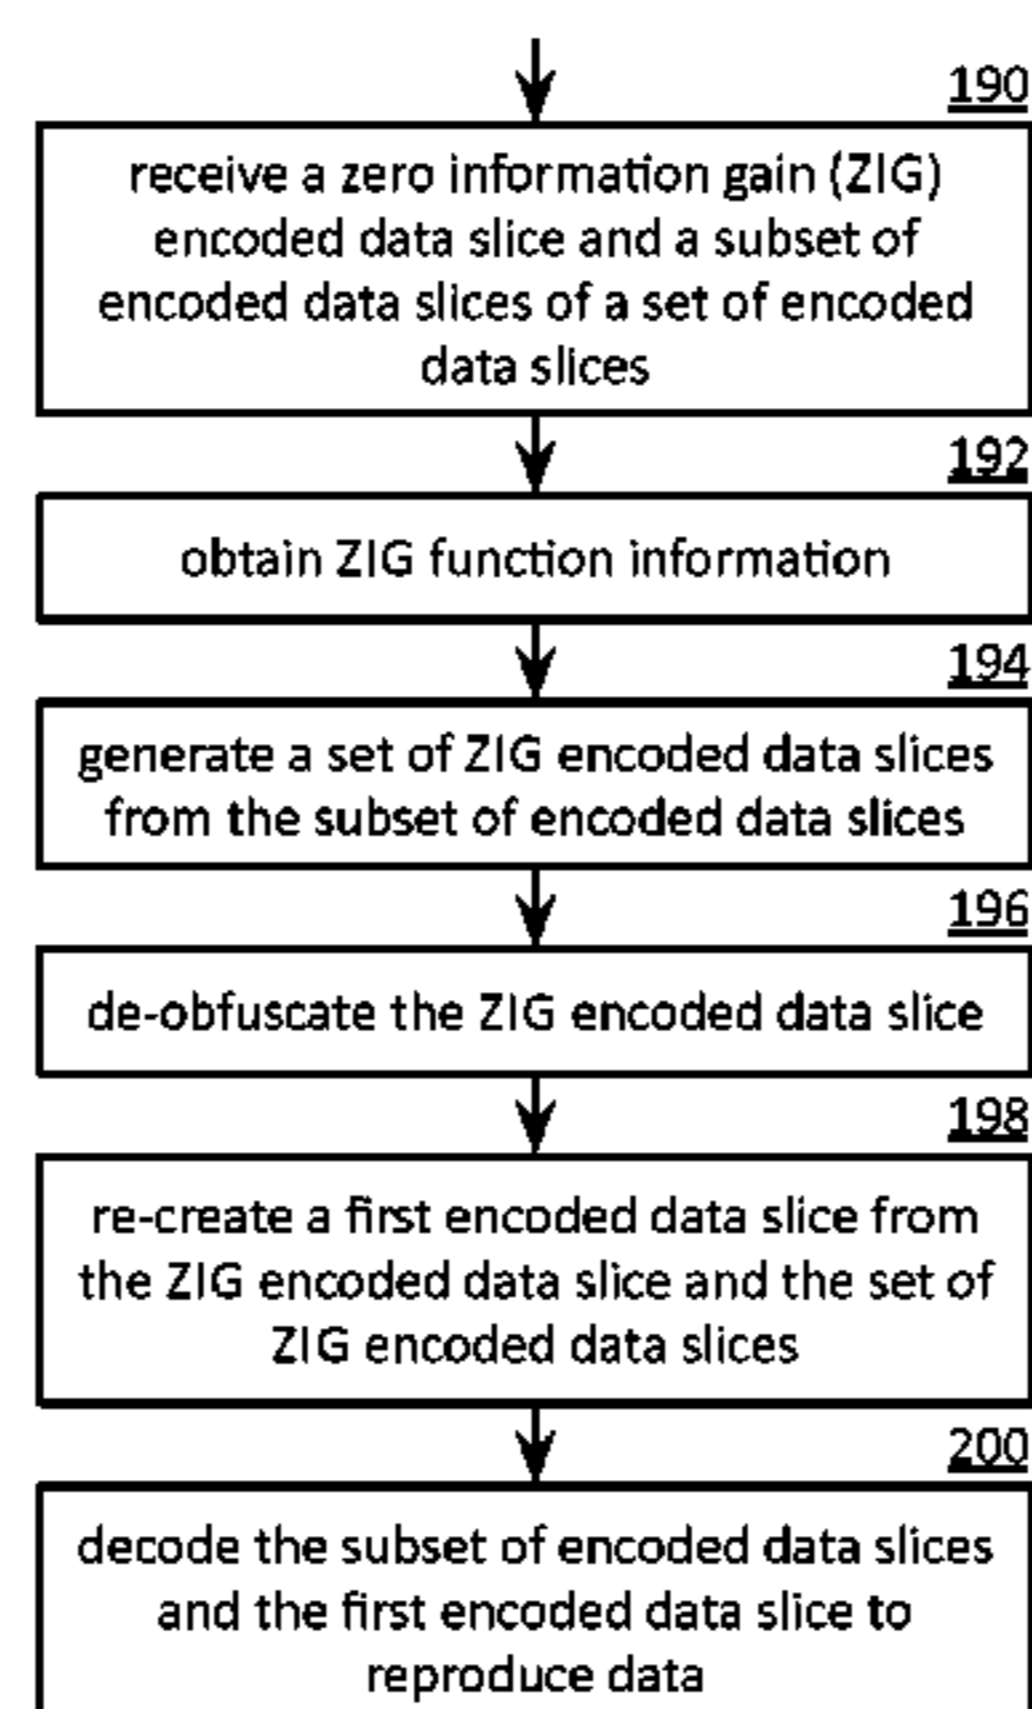 190
receive a zero information gain (ZIG)
encoded data slice and a subset of
encoded data slices of a set of encoded
data slices
192
obtain ZIG function information
194
generate a set of ZIG encoded data slices
from the subset of encoded data slices
196
de-obfuscate the ZIG encoded data slice
198
re-create a first encoded data slice from
the ZIG encoded data slice and the set of
ZIG encoded data slices
200
decode the subset of encoded data slices
and the first encoded data slice to
reproduce data